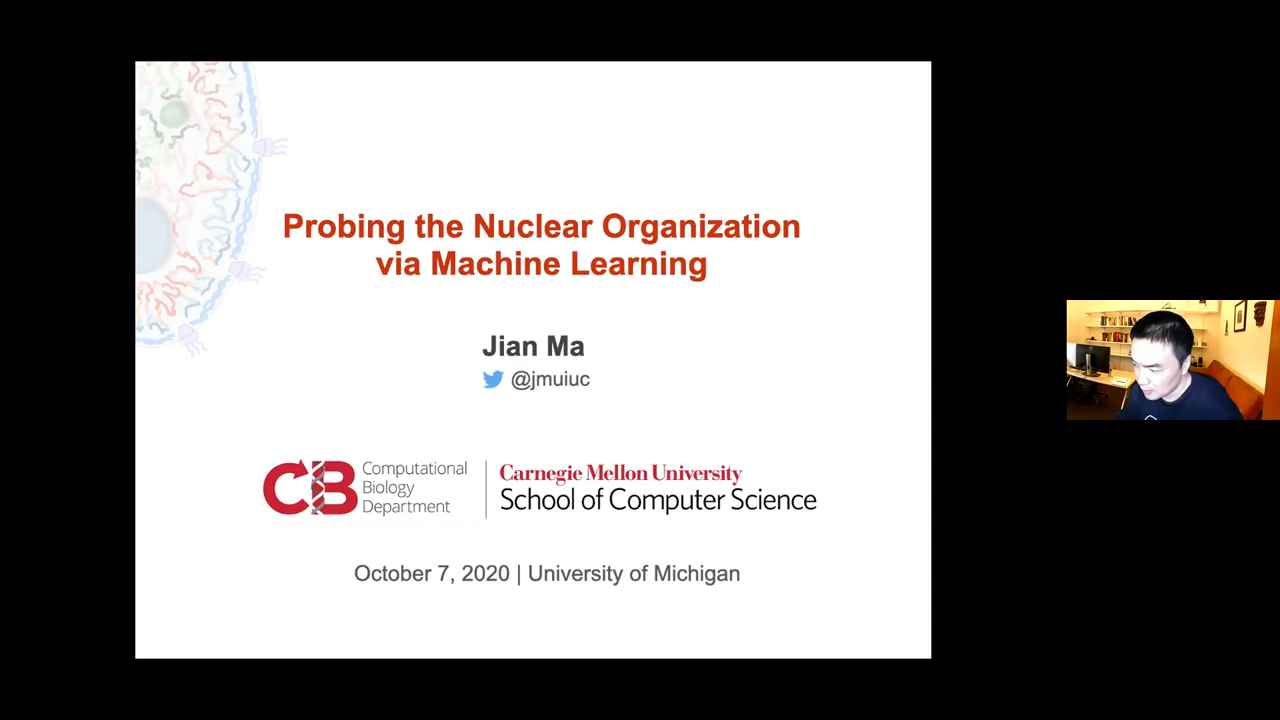 Probing the Nuclear Organization
via Machine Learning
Jian Ma
@jmuiuc
CB
Computational
Biology
Department
Carnegie Mellon University
School of Computer Science
October 7, 2020 | University of Michigan